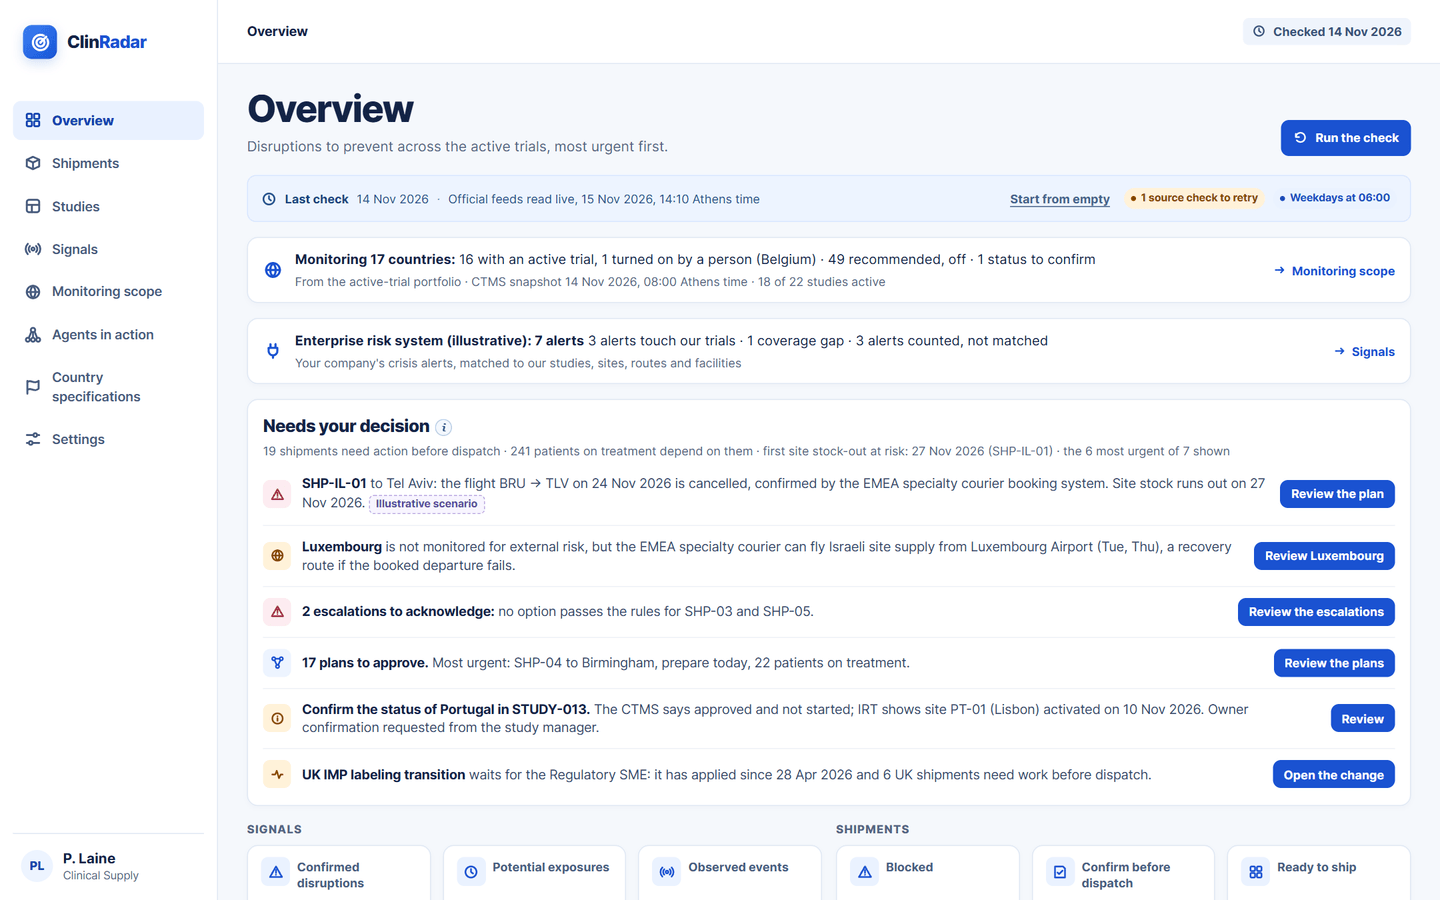 ClinRadar
Overview
Checked 14 Nov 2026
Overview
Shipments
Studies
Signals
Monitoring scope
Agents in action
Country
specifications
Settings
P. Laine
PL
Clinical Supply
Overview
Disruptions to prevent across the active trials, most urgent first.
Run the check
Last check 14 Nov 2026 · Official feeds read live, 15 Nov 2026, 14:10 Athens time
Start from empty
1 source check to retry
Weekdays at 06:00
Monitoring 17 countries: 16 with an active trial, 1 turned on by a person (Belgium) · 49 recommended, off · 1 status to confirm
From the active-trial portfolio · CTMS snapshot 14 Nov 2026, 08:00 Athens time · 18 of 22 studies active
→ Monitoring scope
Enterprise risk system (illustrative): 7 alerts 3 alerts touch our trials · 1 coverage gap · 3 alerts counted, not matched
Your company's crisis alerts, matched to our studies, sites, routes and facilities
→ Signals
Needs your decision i
19 shipments need action before dispatch · 241 patients on treatment depend on them · first site stock-out at risk: 27 Nov 2026 (SHP-IL-01) · the 6 most urgent of 7 shown
SHP-IL-01 to Tel Aviv: the flight BRU → TLV on 24 Nov 2026 is cancelled, confirmed by the EMEA specialty courier booking system. Site stock runs out on 27
Nov 2026. Illustrative scenario
Review the plan
Luxembourg is not monitored for external risk, but the EMEA specialty courier can fly Israeli site supply from Luxembourg Airport (Tue, Thu), a recovery
route if the booked departure fails.
Review Luxembourg
2 escalations to acknowledge: no option passes the rules for SHP-03 and SHP-05.
Review the escalations
17 plans to approve. Most urgent: SHP-04 to Birmingham, prepare today, 22 patients on treatment.
Review the plans
Confirm the status of Portugal in STUDY-013. The CTMS says approved and not started; IRT shows site PT-01 (Lisbon) activated on 10 Nov 2026. Owner
confirmation requested from the study manager.
Review
UK IMP labeling transition waits for the Regulatory SME: it has applied since 28 Apr 2026 and 6 UK shipments need work before dispatch.
Open the change
SIGNALS
Confirmed
disruptions
Potential exposures
Observed events
SHIPMENTS
Blocked
Confirm before
dispatch
Ready to ship